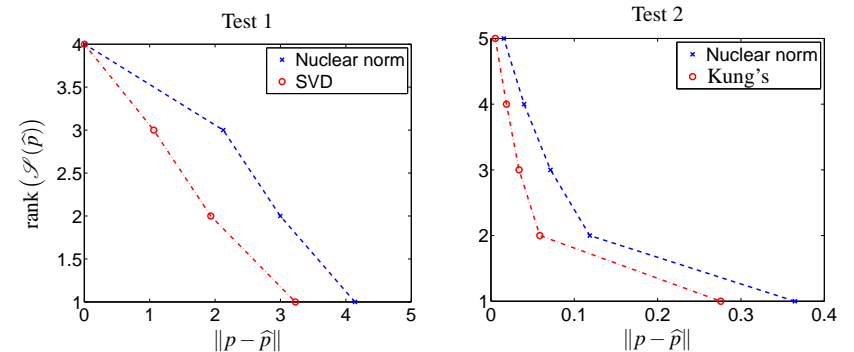 Test 1
rank (𝒮(p̂))
4
3.5
3
2.5
2
1.5
1
0 1 2 3 4 5
‖p − p̂‖
Nuclear norm
SVD
Test 2
5
4
3
2
1
0 0.1 0.2 0.3 0.4
‖p − p̂‖
Nuclear norm
Kung's